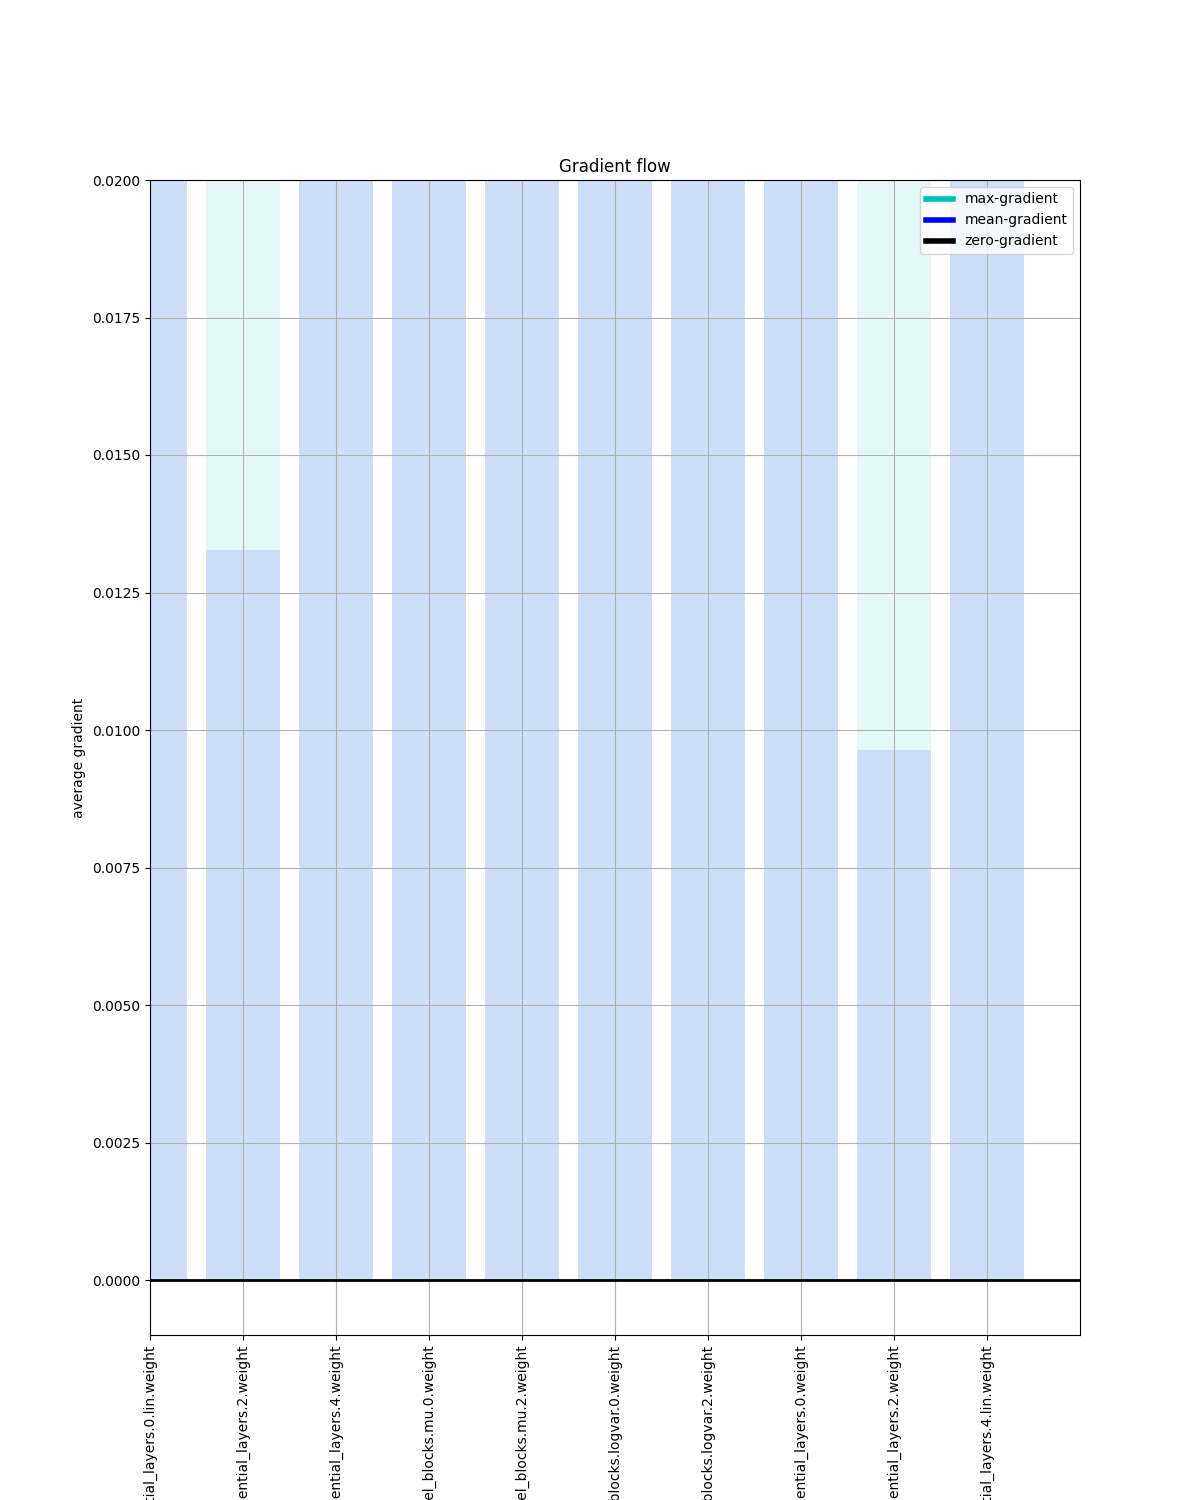 Gradient flow
max-gradient
mean-gradient
zero-gradient
0.0200
0.0175
0.0150
0.0125
0.0100
0.0075
0.0050
0.0025
0.0000
average gradient
tial_layers.0.lin.weight
ential_layers.2.weight
ential_layers.4.weight
el_blocks.mu.0.weight
el_blocks.mu.2.weight
blocks.logvar.0.weight
blocks.logvar.2.weight
ential_layers.0.weight
ential_layers.2.weight
tial_layers.4.lin.weight